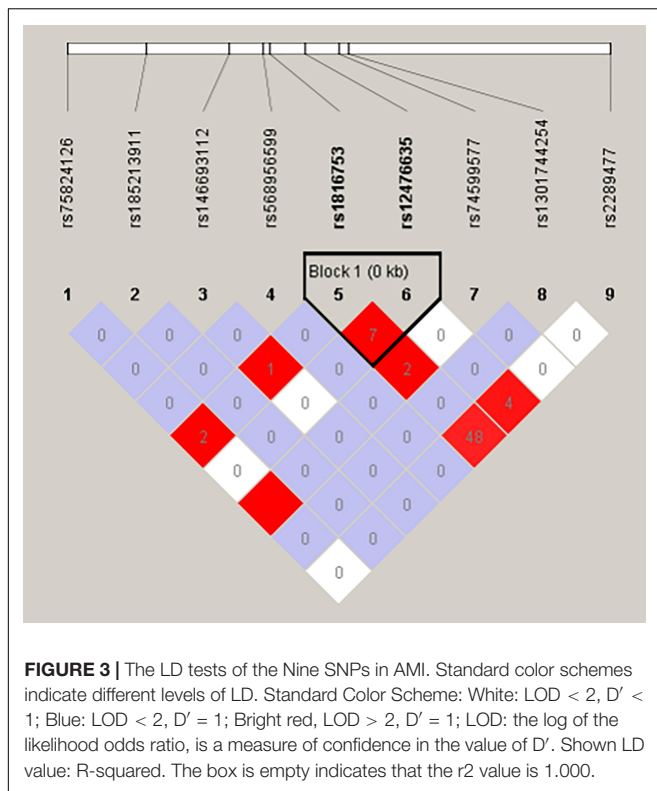 rs75824126
rs185213911
rs146693112
rs568956599
rs1816753
rs12476635
rs74599577
rs1301744254
rs2289477
Block 1 (0 kb)
1 2 3 4 5 6 7 8 9
0 0 0 0 7 0 0 0
0 0 1 0 2 0 0
0 0 0 0 0 4
2 0 0 0 48
0 0 0 0
0 0
0 0
0
FIGURE 3 | The LD tests of the Nine SNPs in AMI. Standard color schemes
indicate different levels of LD. Standard Color Scheme: White: LOD < 2, D′ <
1; Blue: LOD < 2, D′ = 1; Bright red, LOD > 2, D′ = 1; LOD: the log of the
likelihood odds ratio, is a measure of confidence in the value of D′. Shown LD
value: R-squared. The box is empty indicates that the r2 value is 1.000.